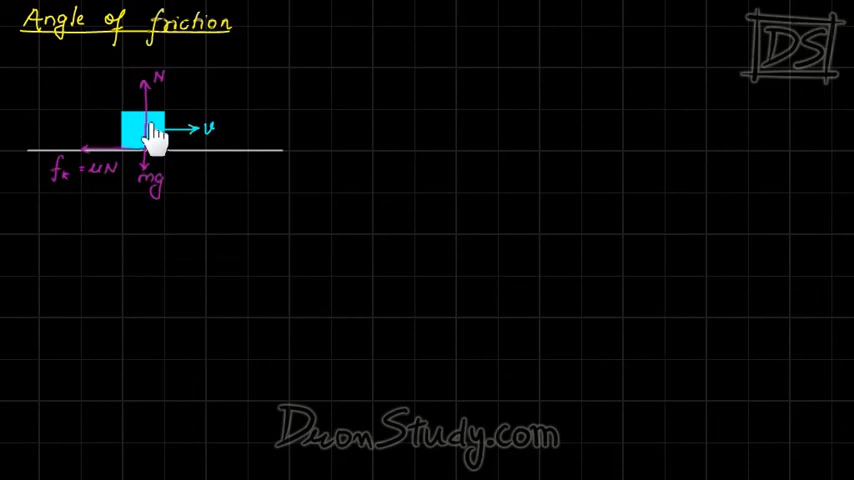 Angle of friction
DS
N
v
fk = μN
mg
DronStudy.com